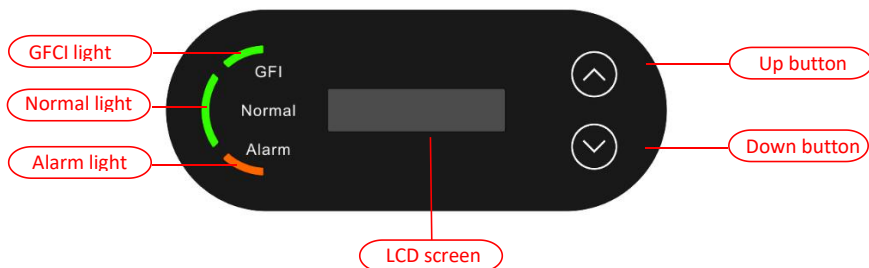 GFCI light
Normal light
Alarm light
GFI
Normal
Alarm
Up button
Down button
LCD screen